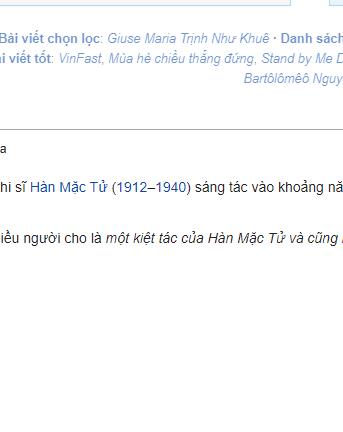 Bài viết chọn lọc: Giuse Maria Trịnh Như Khuê · Danh sách
i viết tốt: VinFast, Mùa hè chiều thẳng đứng, Stand by Me D
Bartôlômêô Nguy
a
hi sĩ Hàn Mặc Tử (1912–1940) sáng tác vào khoảng nă
iều người cho là một kiệt tác của Hàn Mặc Tử và cũng